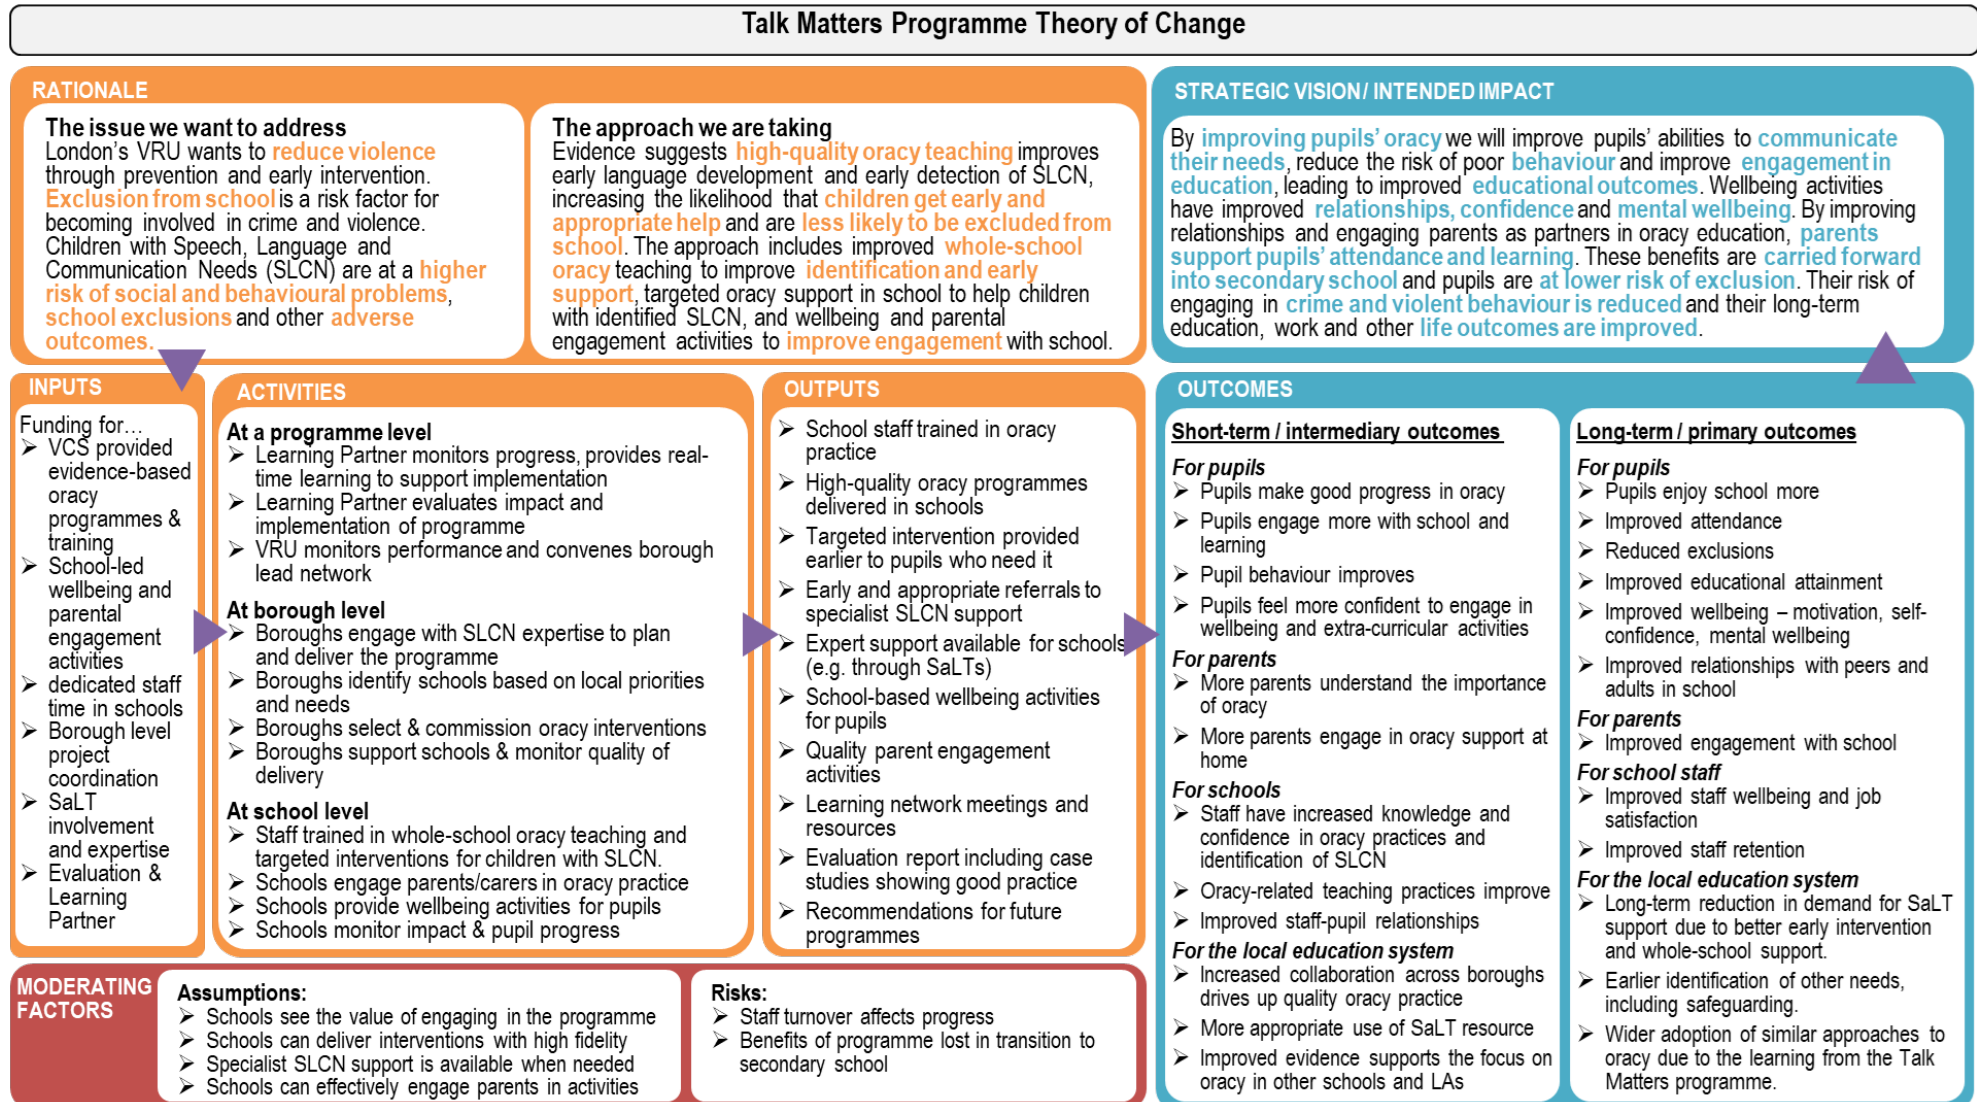 Talk Matters Programme Theory of Change
RATIONALE
The issue we want to address
London's VRU wants to reduce violence
through prevention and early intervention.
Exclusion from school is a risk factor for
becoming involved in crime and violence.
Children with Speech, Language and
Communication Needs (SLCN) are at a higher
risk of social and behavioural problems,
school exclusions and other adverse
outcomes.
The approach we are taking
Evidence suggests high-quality oracy teaching improves
early language development and early detection of SLCN,
increasing the likelihood that children get early and
appropriate help and are less likely to be excluded from
school. The approach includes improved whole-school
oracy teaching to improve identification and early
support, targeted oracy support in school to help children
with identified SLCN, and wellbeing and parental
engagement activities to improve engagement with school.
STRATEGIC VISION / INTENDED IMPACT
By improving pupils' oracy we will improve pupils' abilities to communicate
their needs, reduce the risk of poor behaviour and improve engagement in
education, leading to improved educational outcomes. Wellbeing activities
have improved relationships, confidence and mental wellbeing. By improving
relationships and engaging parents as partners in oracy education, parents
support pupils' attendance and learning. These benefits are carried forward
into secondary school and pupils are at lower risk of exclusion. Their risk of
engaging in crime and violent behaviour is reduced and their long-term
education, work and other life outcomes are improved.
INPUTS
Funding for…
➢ VCS provided
evidence-based
oracy
programmes &
training
➢ School-led
wellbeing and
parental
engagement
activities
➢ dedicated staff
time in schools
➢ Borough level
project
coordination
➢ SaLT
involvement
and expertise
➢ Evaluation &
Learning
Partner
ACTIVITIES
At a programme level
➢ Learning Partner monitors progress, provides real-
time learning to support implementation
➢ Learning Partner evaluates impact and
implementation of programme
➢ VRU monitors performance and convenes borough
lead network
At borough level
➢ Boroughs engage with SLCN expertise to plan
and deliver the programme
➢ Boroughs identify schools based on local priorities
and needs
➢ Boroughs select & commission oracy interventions
➢ Boroughs support schools & monitor quality of
delivery
At school level
➢ Staff trained in whole-school oracy teaching and
targeted interventions for children with SLCN.
➢ Schools engage parents/carers in oracy practice
➢ Schools provide wellbeing activities for pupils
➢ Schools monitor impact & pupil progress
OUTPUTS
➢ School staff trained in oracy
practice
➢ High-quality oracy programmes
delivered in schools
➢ Targeted intervention provided
earlier to pupils who need it
➢ Early and appropriate referrals to
specialist SLCN support
➢ Expert support available for schools
(e.g. through SaLTs)
➢ School-based wellbeing activities
for pupils
➢ Quality parent engagement
activities
➢ Learning network meetings and
resources
➢ Evaluation report including case
studies showing good practice
➢ Recommendations for future
programmes
OUTCOMES
Short-term / intermediary outcomes
For pupils
➢ Pupils make good progress in oracy
➢ Pupils engage more with school and
learning
➢ Pupil behaviour improves
➢ Pupils feel more confident to engage in
wellbeing and extra-curricular activities
For parents
➢ More parents understand the importance
of oracy
➢ More parents engage in oracy support at
home
For schools
➢ Staff have increased knowledge and
confidence in oracy practices and
identification of SLCN
➢ Oracy-related teaching practices improve
➢ Improved staff-pupil relationships
For the local education system
➢ Increased collaboration across boroughs
drives up quality oracy practice
➢ More appropriate use of SaLT resource
➢ Improved evidence supports the focus on
oracy in other schools and LAs
Long-term / primary outcomes
For pupils
➢ Pupils enjoy school more
➢ Improved attendance
➢ Reduced exclusions
➢ Improved educational attainment
➢ Improved wellbeing – motivation, self-
confidence, mental wellbeing
➢ Improved relationships with peers and
adults in school
For parents
➢ Improved engagement with school
For school staff
➢ Improved staff wellbeing and job
satisfaction
➢ Improved staff retention
For the local education system
➢ Long-term reduction in demand for SaLT
support due to better early intervention
and whole-school support.
➢ Earlier identification of other needs,
including safeguarding.
➢ Wider adoption of similar approaches to
oracy due to the learning from the Talk
Matters programme.
MODERATING
FACTORS
Assumptions:
➢ Schools see the value of engaging in the programme
➢ Schools can deliver interventions with high fidelity
➢ Specialist SLCN support is available when needed
➢ Schools can effectively engage parents in activities
Risks:
➢ Staff turnover affects progress
➢ Benefits of programme lost in transition to
secondary school